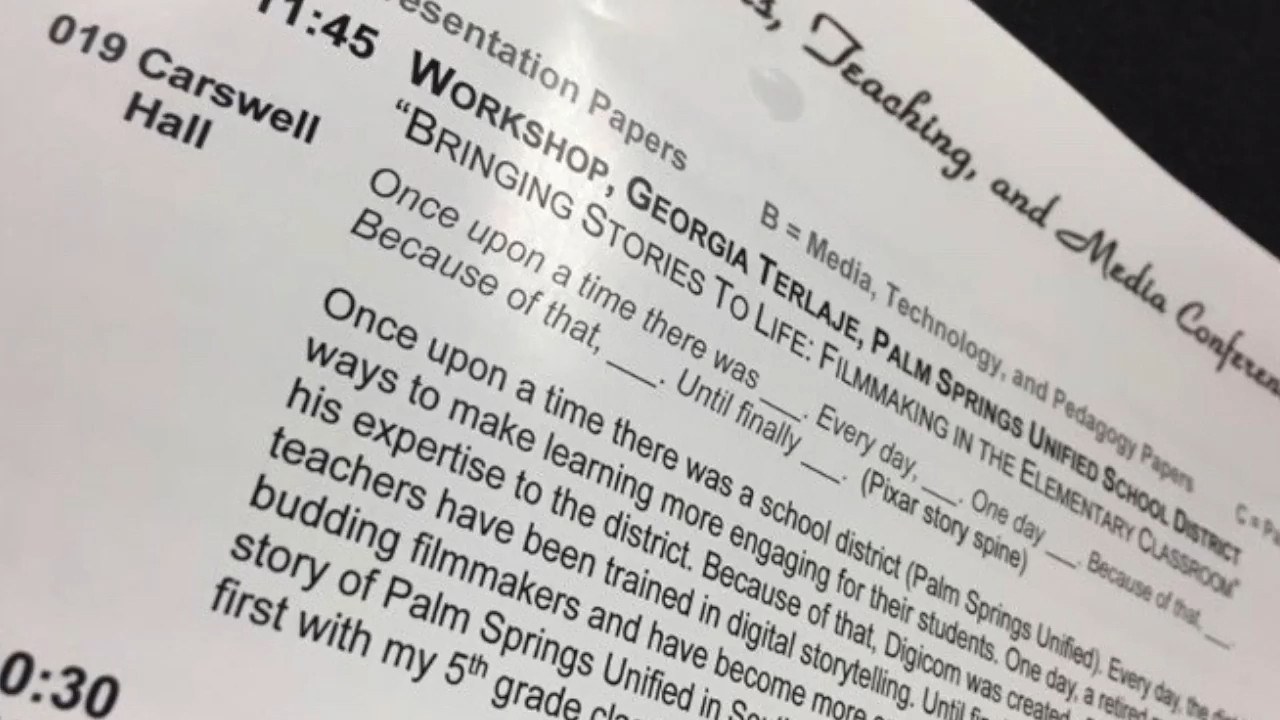 Teaching, and Media
esentation Papers
B = Media, Technology, and Pedagogy Papers
C =
11:45
019 Carswell
Hall
WORKSHOP, GEORGIA TERLAJE, PALM SPRINGS UNIFIED SCHOOL DISTRICT
“BRINGING STORIES TO LIFE: FILMMAKING IN THE ELEMENTARY CLASSROOM”
Once upon a time there was ___. Every day, ___. One day ___. Because of that, ___.
Because of that, ___. Until finally ___. (Pixar story spine)
Once upon a time there was a school district (Palm Springs Unified). Every day, the
ways to make learning more engaging for their students. One day, a retired
his expertise to the district. Because of that, Digicom was created
teachers have been trained in digital storytelling. Until
budding filmmakers and have become more
story of Palm Springs Unified in
first with my 5th grade
0:30